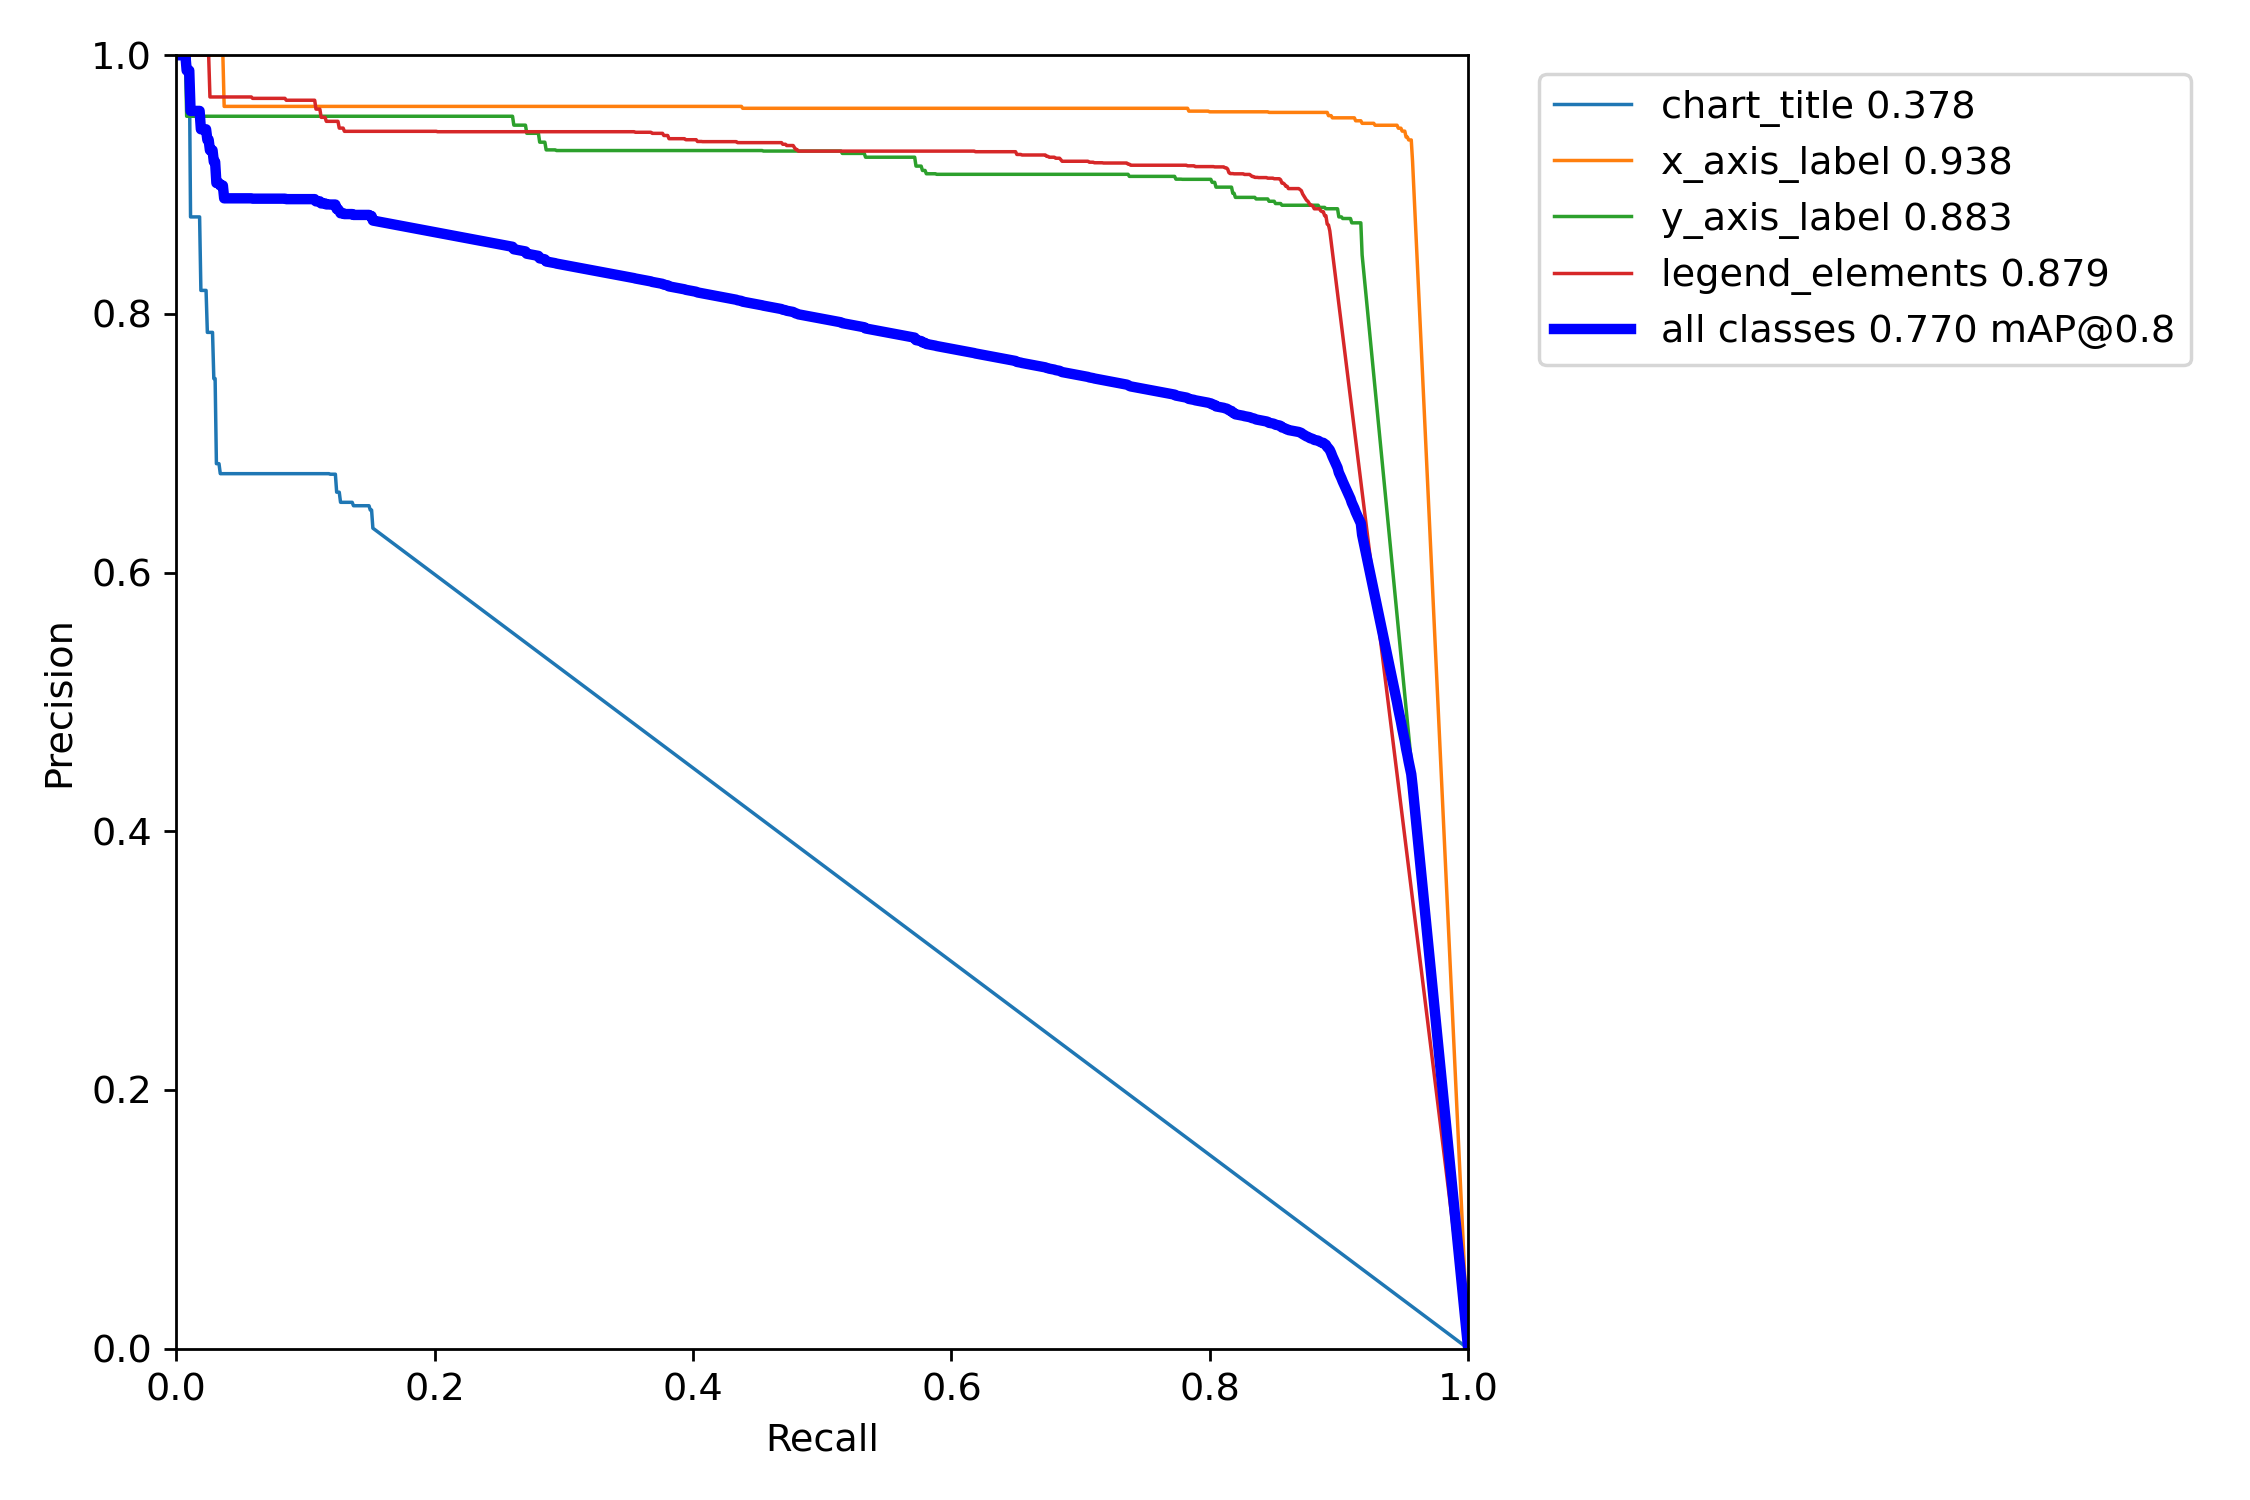 1.0
0.8
0.6
0.4
0.2
0.0
Precision
0.0 0.2 0.4 0.6 0.8 1.0
Recall
chart_title 0.378
x_axis_label 0.938
y_axis_label 0.883
legend_elements 0.879
all classes 0.770 mAP@0.8